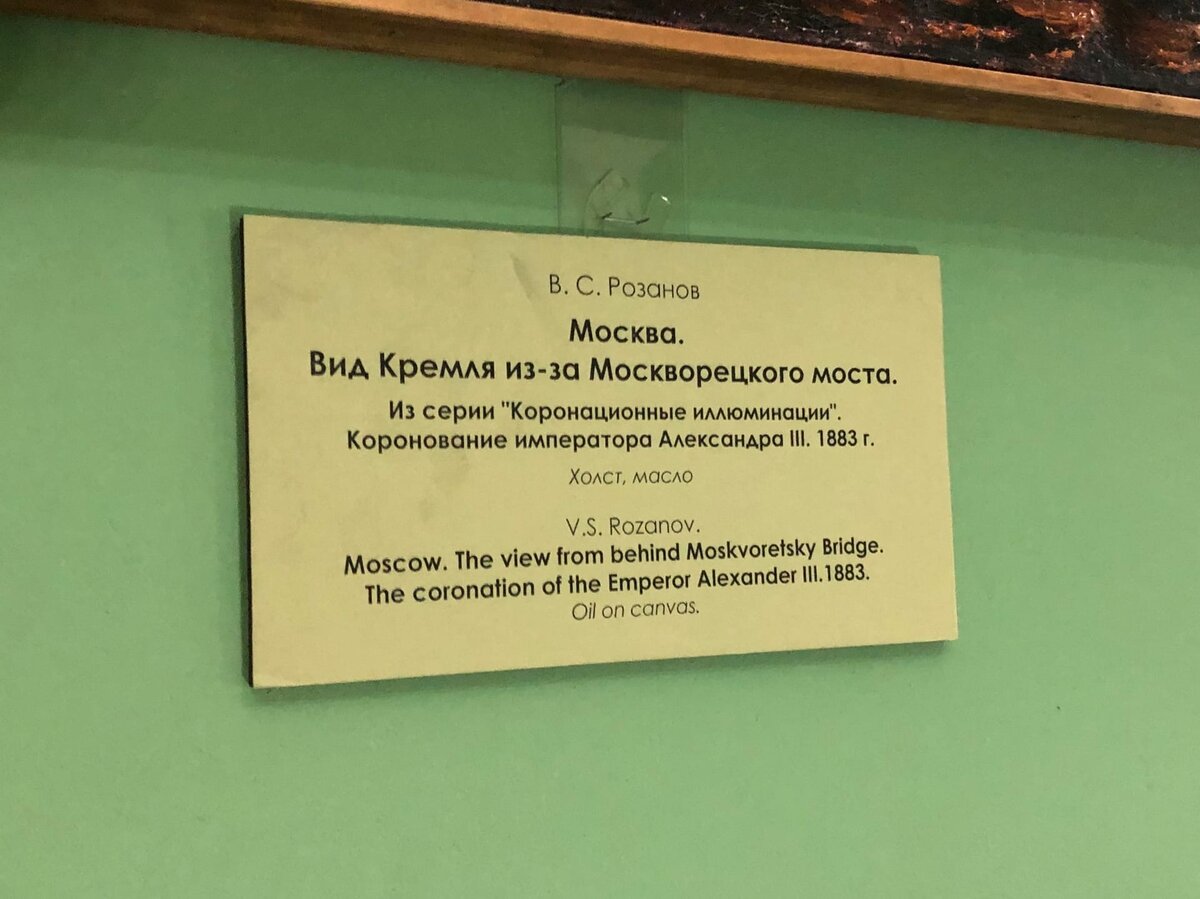 В. С. Розанов
Москва.
Вид Кремля из-за Москворецкого моста.
Из серии "Коронационные иллюминации".
Коронование императора Александра III. 1883 г.
Холст, масло
V.S. Rozanov.
Moscow. The view from behind Moskvoretsky Bridge.
The coronation of the Emperor Alexander III.1883.
Oil on canvas.